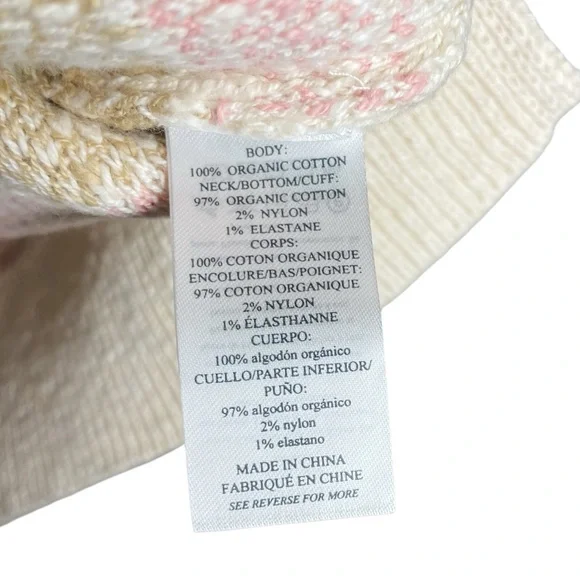 BODY:
100% ORGANIC COTTON
NECK/BOTTOM/CUFF:
97% ORGANIC COTTON
2% NYLON
1% ELASTANE
CORPS:
100% COTON ORGANIQUE
ENCOLURE/BAS/POIGNET:
97% COTON ORGANIQUE
2% NYLON
1% ÉLASTHANNE
CUERPO:
100% algodón orgánico
CUELLO/PARTE INFERIOR/
PUÑO:
97% algodón orgánico
2% nylon
1% elastano
MADE IN CHINA
FABRIQUÉ EN CHINE
SEE REVERSE FOR MORE